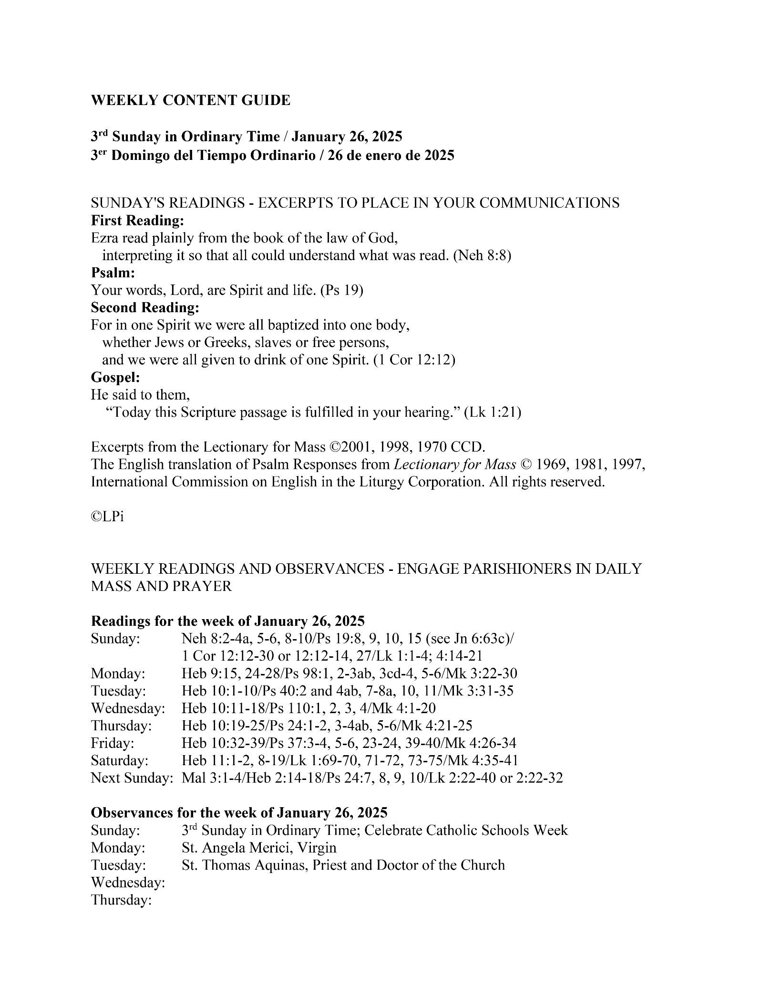 WEEKLY CONTENT GUIDE
3rd Sunday in Ordinary Time / January 26, 2025
3er Domingo del Tiempo Ordinario / 26 de enero de 2025
SUNDAY'S READINGS - EXCERPTS TO PLACE IN YOUR COMMUNICATIONS
First Reading:
Ezra read plainly from the book of the law of God,
interpreting it so that all could understand what was read. (Neh 8:8)
Psalm:
Your words, Lord, are Spirit and life. (Ps 19)
Second Reading:
For in one Spirit we were all baptized into one body,
whether Jews or Greeks, slaves or free persons,
and we were all given to drink of one Spirit. (1 Cor 12:12)
Gospel:
He said to them,
“Today this Scripture passage is fulfilled in your hearing.” (Lk 1:21)
Excerpts from the Lectionary for Mass ©2001, 1998, 1970 CCD.
The English translation of Psalm Responses from Lectionary for Mass © 1969, 1981, 1997,
International Commission on English in the Liturgy Corporation. All rights reserved.
©LPi
WEEKLY READINGS AND OBSERVANCES - ENGAGE PARISHIONERS IN DAILY
MASS AND PRAYER
Readings for the week of January 26, 2025
Sunday: Neh 8:2-4a, 5-6, 8-10/Ps 19:8, 9, 10, 15 (see Jn 6:63c)/
1 Cor 12:12-30 or 12:12-14, 27/Lk 1:1-4; 4:14-21
Monday: Heb 9:15, 24-28/Ps 98:1, 2-3ab, 3cd-4, 5-6/Mk 3:22-30
Tuesday: Heb 10:1-10/Ps 40:2 and 4ab, 7-8a, 10, 11/Mk 3:31-35
Wednesday: Heb 10:11-18/Ps 110:1, 2, 3, 4/Mk 4:1-20
Thursday: Heb 10:19-25/Ps 24:1-2, 3-4ab, 5-6/Mk 4:21-25
Friday: Heb 10:32-39/Ps 37:3-4, 5-6, 23-24, 39-40/Mk 4:26-34
Saturday: Heb 11:1-2, 8-19/Lk 1:69-70, 71-72, 73-75/Mk 4:35-41
Next Sunday: Mal 3:1-4/Heb 2:14-18/Ps 24:7, 8, 9, 10/Lk 2:22-40 or 2:22-32
Observances for the week of January 26, 2025
Sunday: 3rd Sunday in Ordinary Time; Celebrate Catholic Schools Week
Monday: St. Angela Merici, Virgin
Tuesday: St. Thomas Aquinas, Priest and Doctor of the Church
Wednesday:
Thursday: